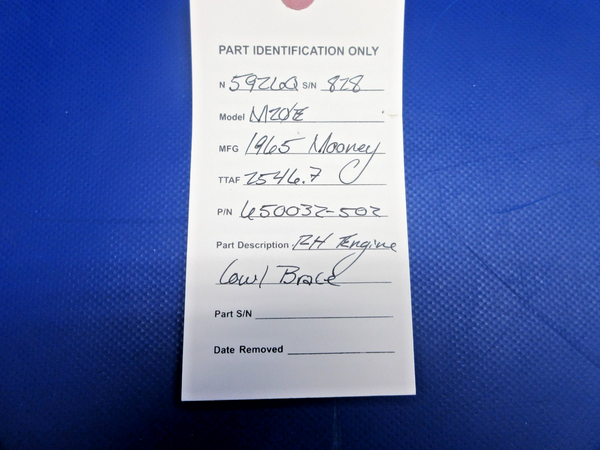 PART IDENTIFICATION ONLY
N 5926Q S/N 828
Model M20E
MFG 1965 Mooney
TTAF 2546.7
P/N 650032-502
Part Description RH Engine
Cowl Brace
Part S/N
Date Removed